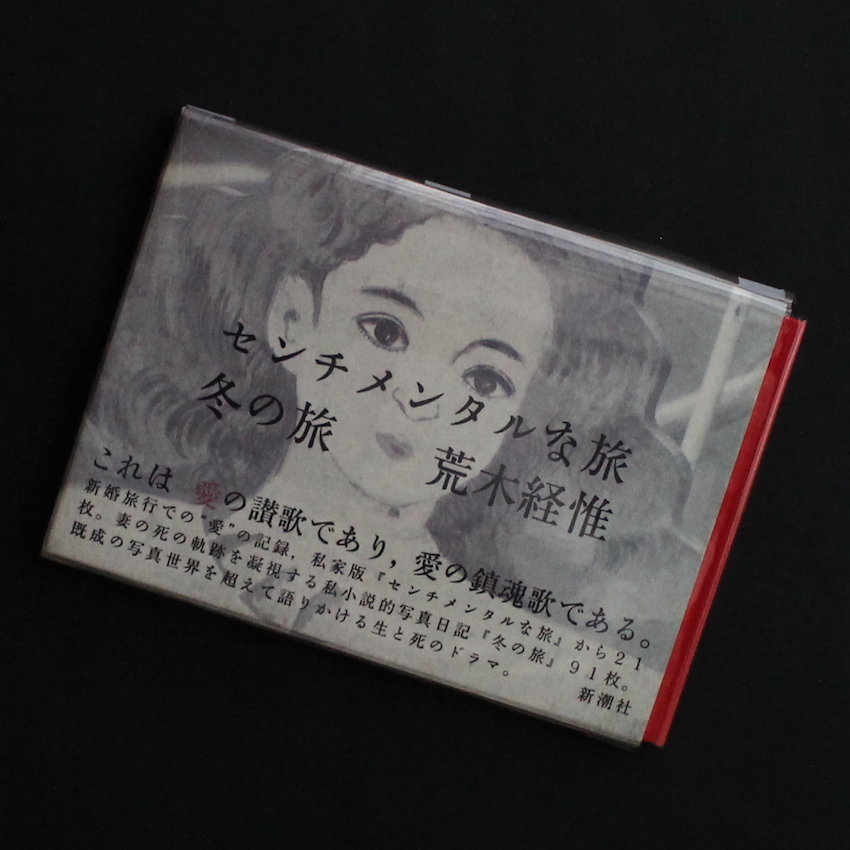 センチメンタルな旅
冬の旅 荒木経惟
これは 愛の讃歌であり,愛の鎮魂歌である。
新婚旅行での“愛”の記録,私家版『センチメンタルな旅』から21
枚。妻の死の軌跡を凝視する私小説的写真日記『冬の旅』91枚。
既成の写真世界を超えて語りかける生と死のドラマ。
新潮社